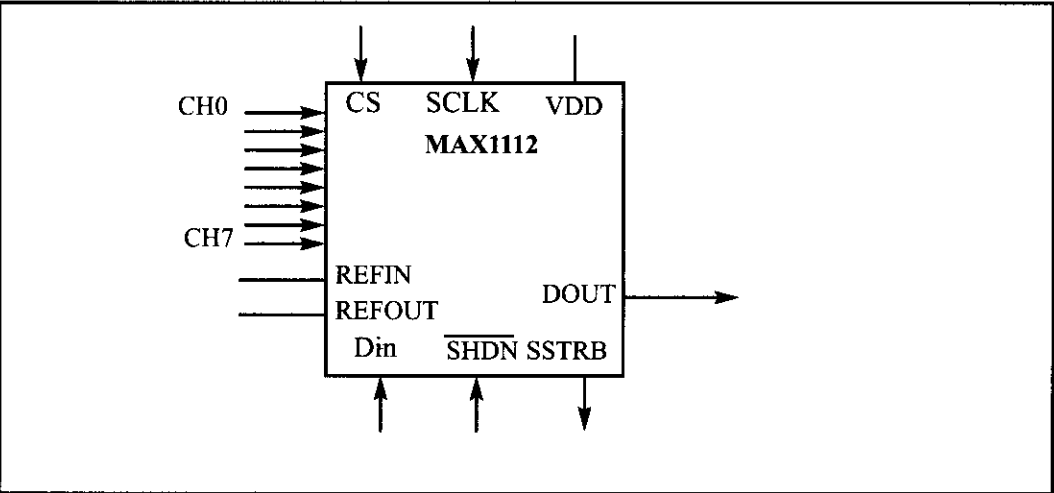 CS SCLK VDD
CH0
MAX1112
CH7
REFIN
DOUT
REFOUT
Din SHDN SSTRB